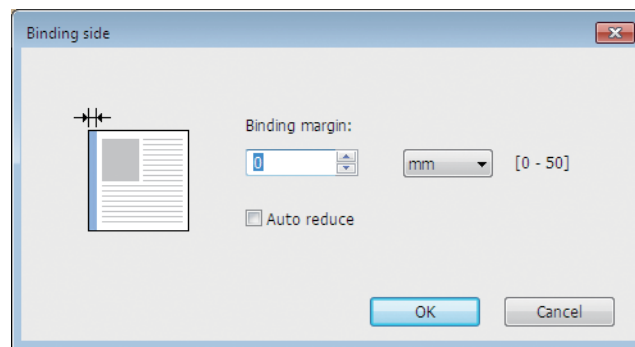 Binding side
Binding margin:
0
mm
[0 - 50]
Auto reduce
OK
Cancel